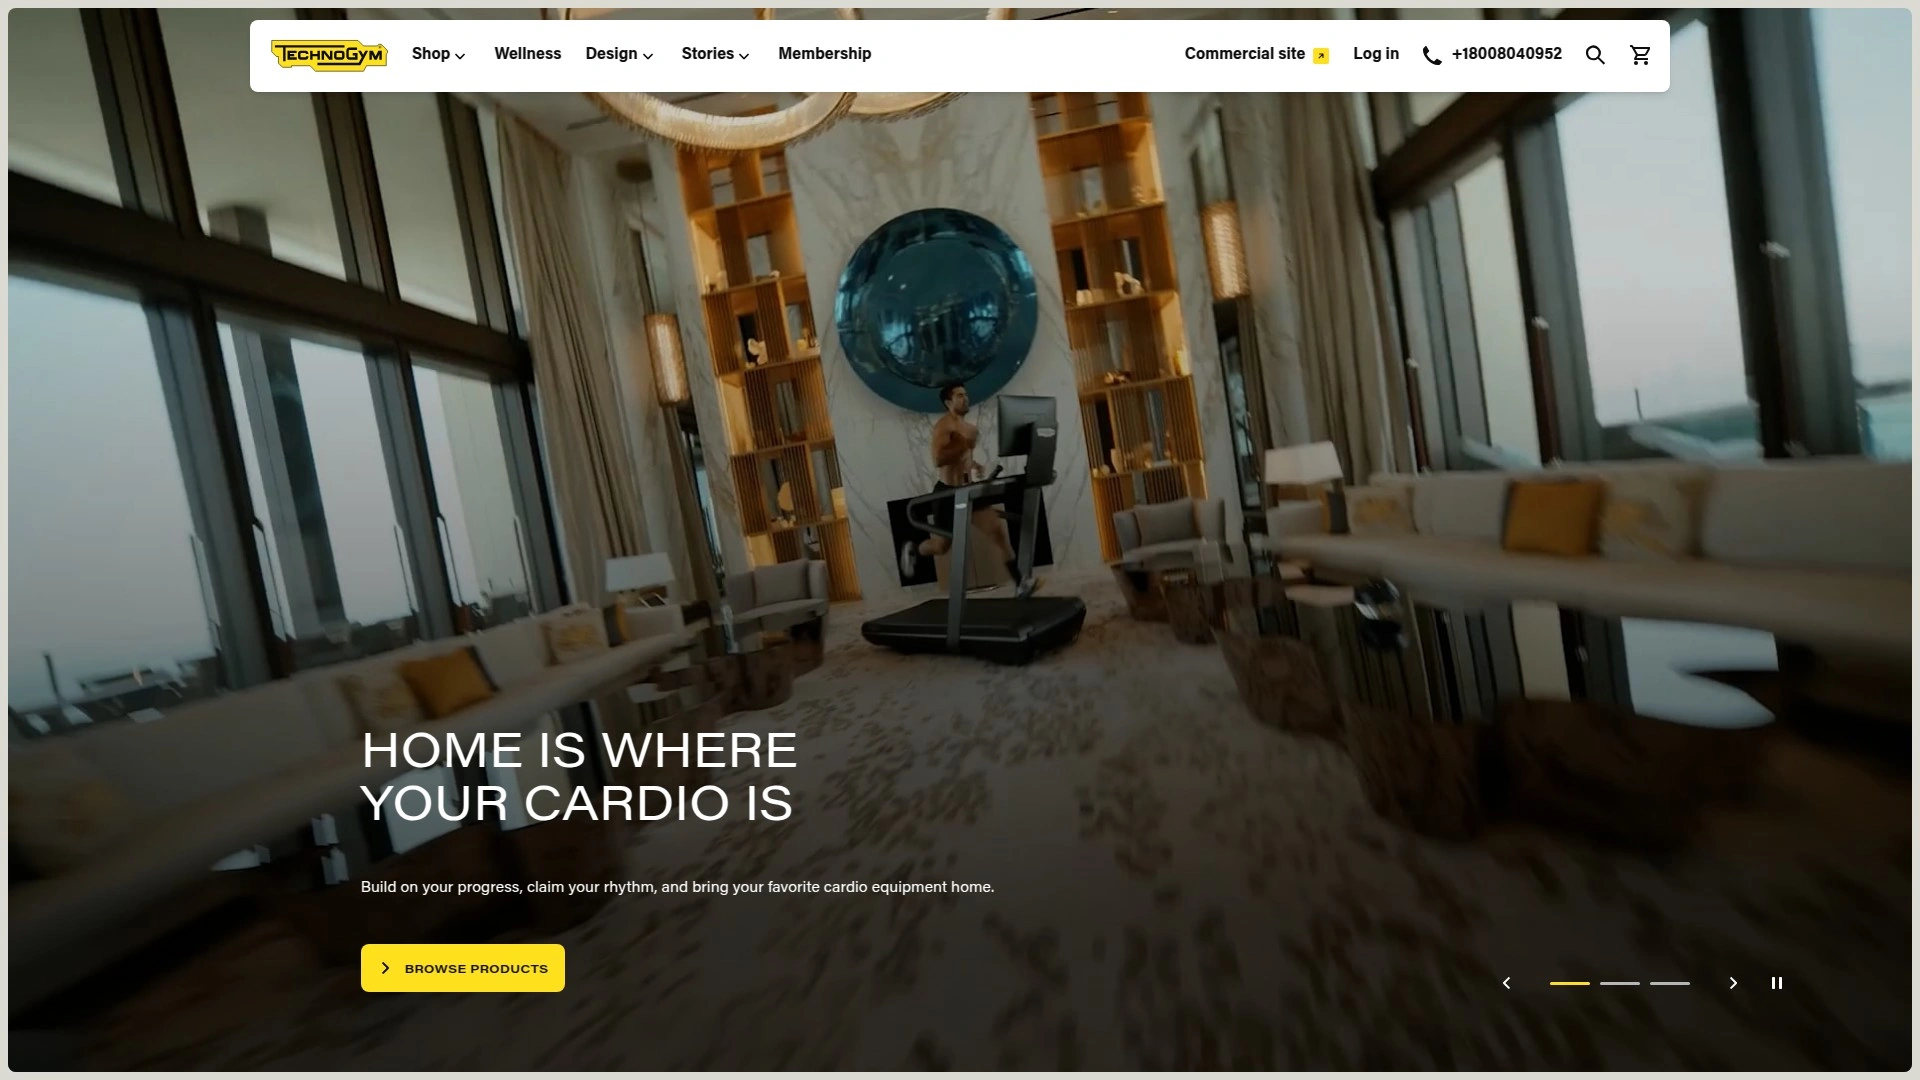 TECHNOGYM
Shop
Wellness
Design
Stories
Membership
Commercial site
Log in
+18008040952
HOME IS WHERE
YOUR CARDIO IS
Build on your progress, claim your rhythm, and bring your favorite cardio equipment home.
BROWSE PRODUCTS